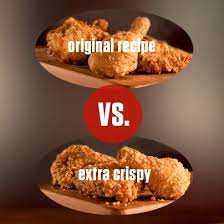 original recipe
VS.
extra crispy